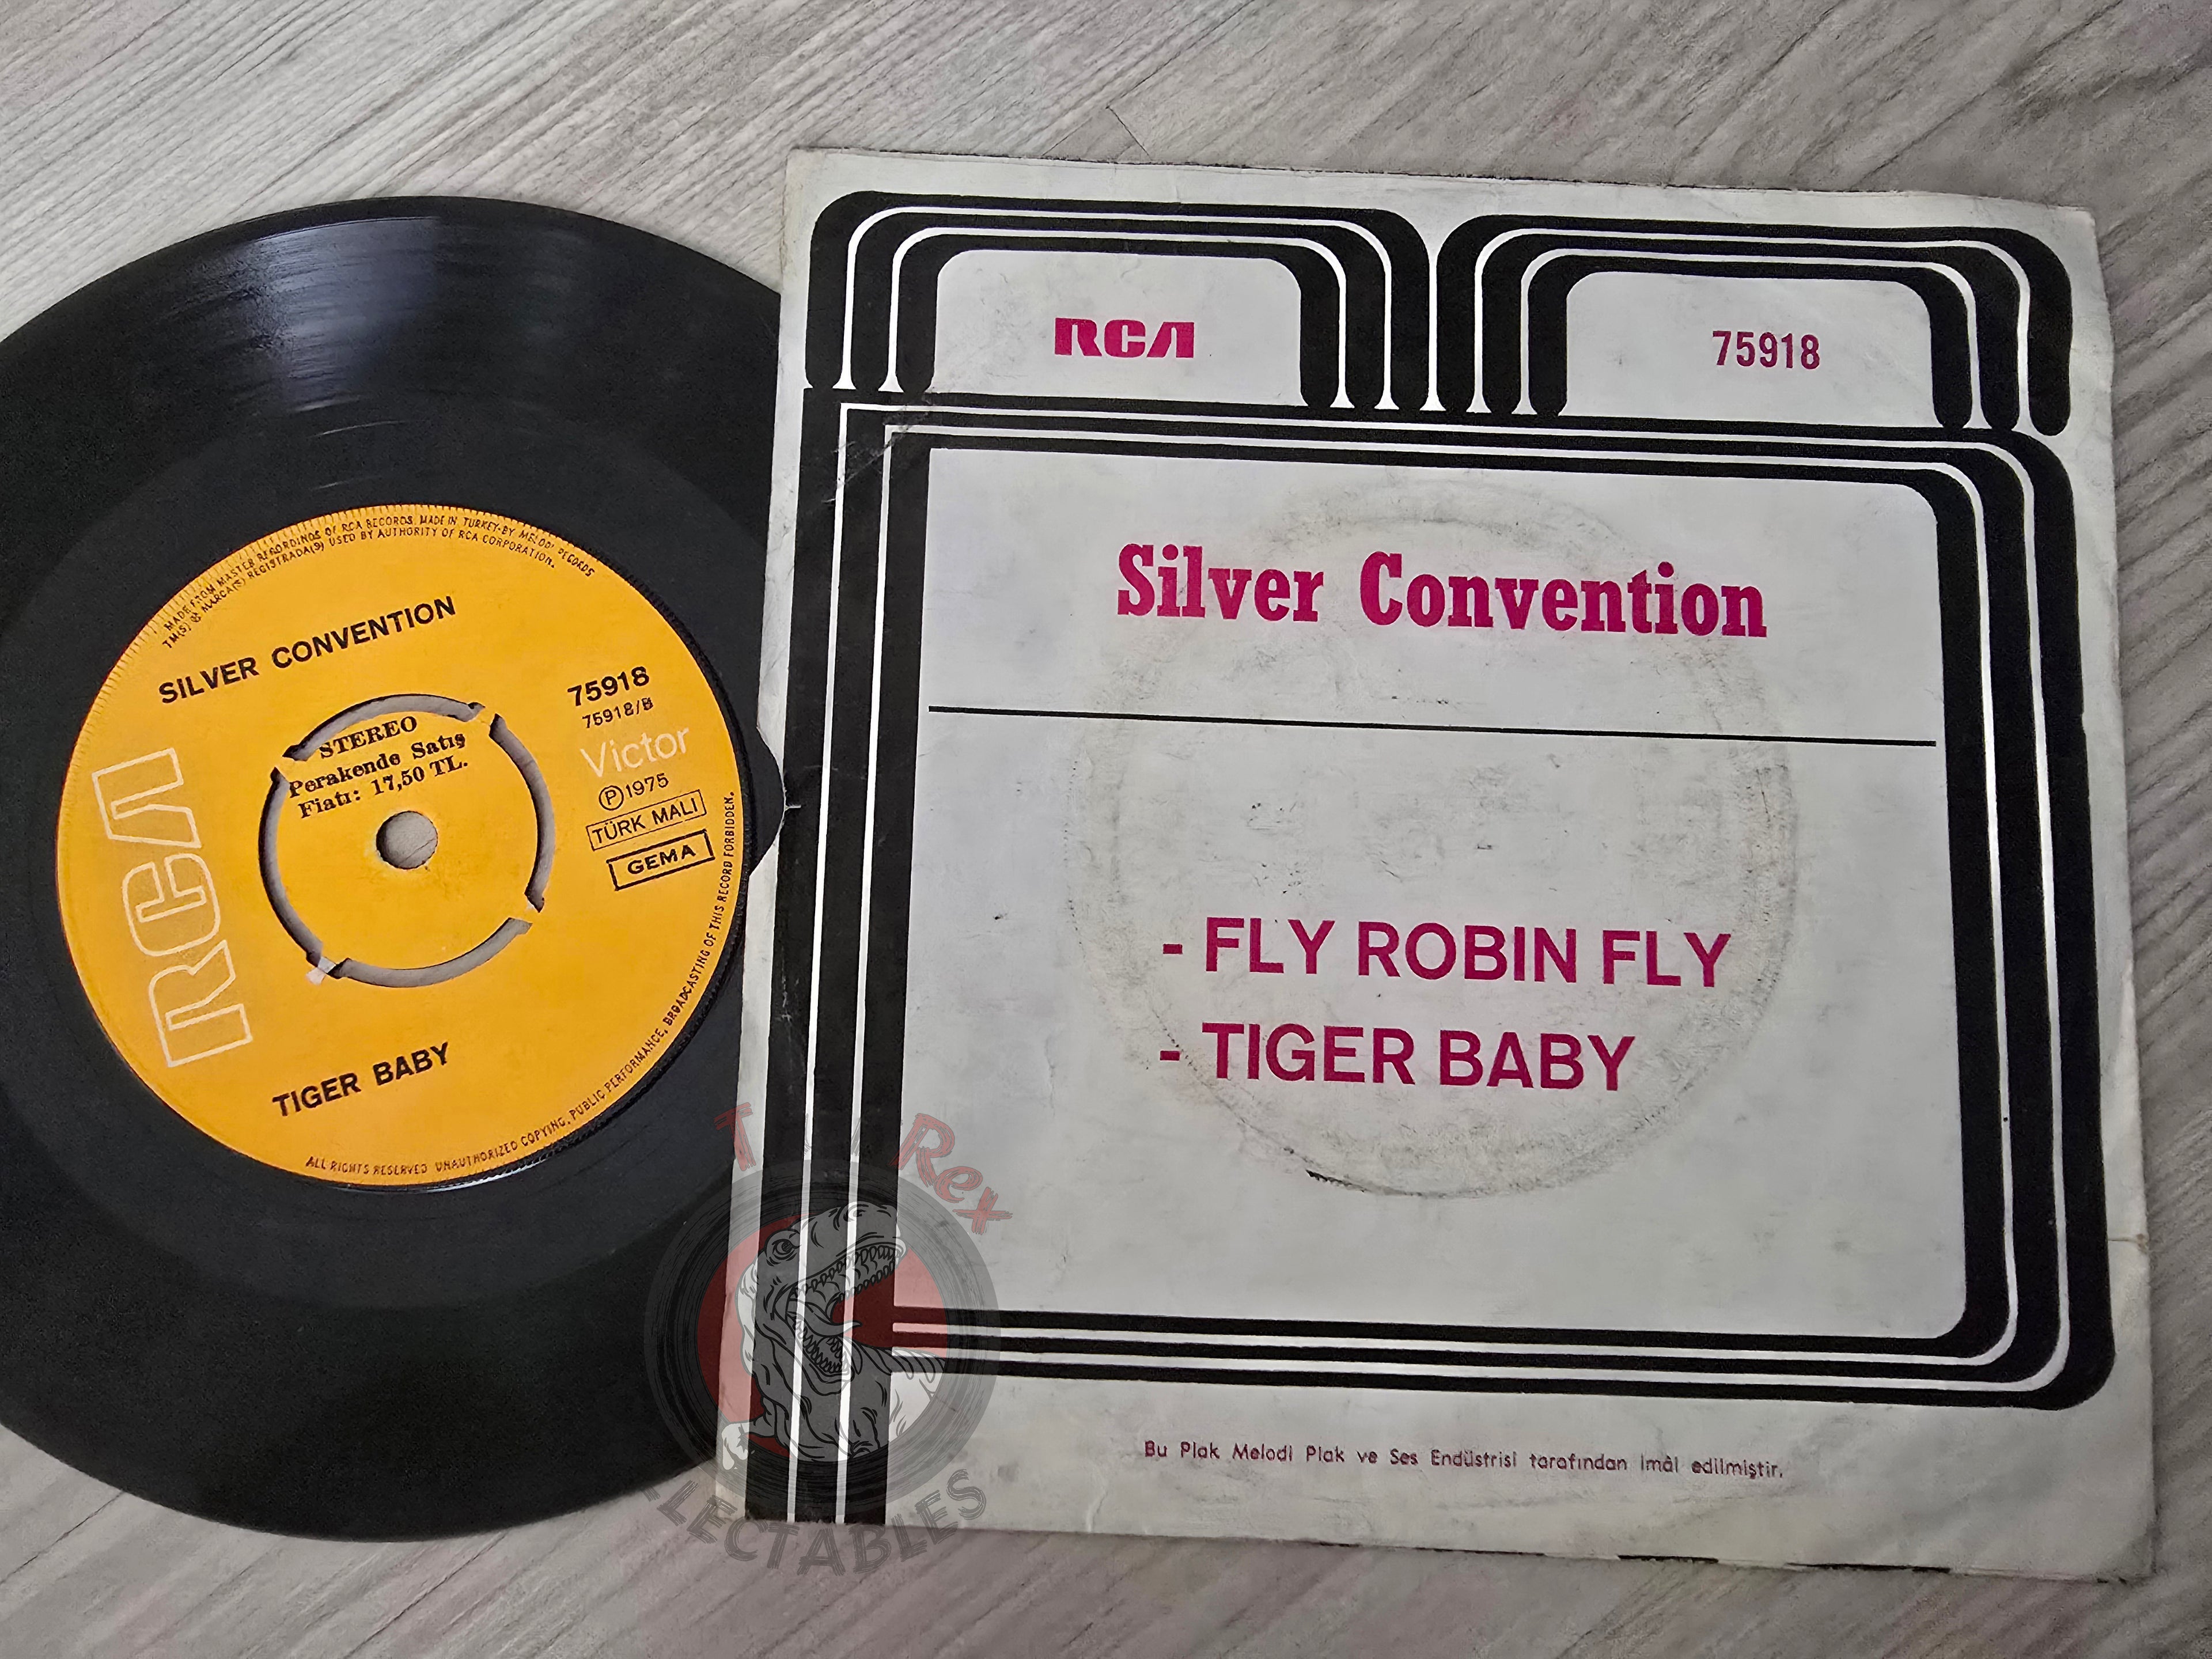 MADE FROM MASTER RECORDINGS OF RCA RECORDS, MADE IN TURKEY-BY MELODI RECORDS
TM(S) ® MARCA(S) REGISTRADA(S) USED BY AUTHORITY OF RCA CORPORATION.
SILVER CONVENTION
75918
75918/B
Victor
Ⓟ1975
TÜRK MALI
GEMA
STEREO
Perakende Satış
Fiatı: 17,50 TL.
RCA
TIGER BABY
ALL RIGHTS RESERVED UNAUTHORIZED COPYING, PUBLIC PERFORMANCE, BROADCASTING OF THIS RECORD FORBIDDEN.
RCA
75918
Silver Convention
- FLY ROBIN FLY
- TIGER BABY
Bu Plak Melodi Plak ve Ses Endüstrisi tarafından imâl edilmiştir.
Rex
LECTABLES